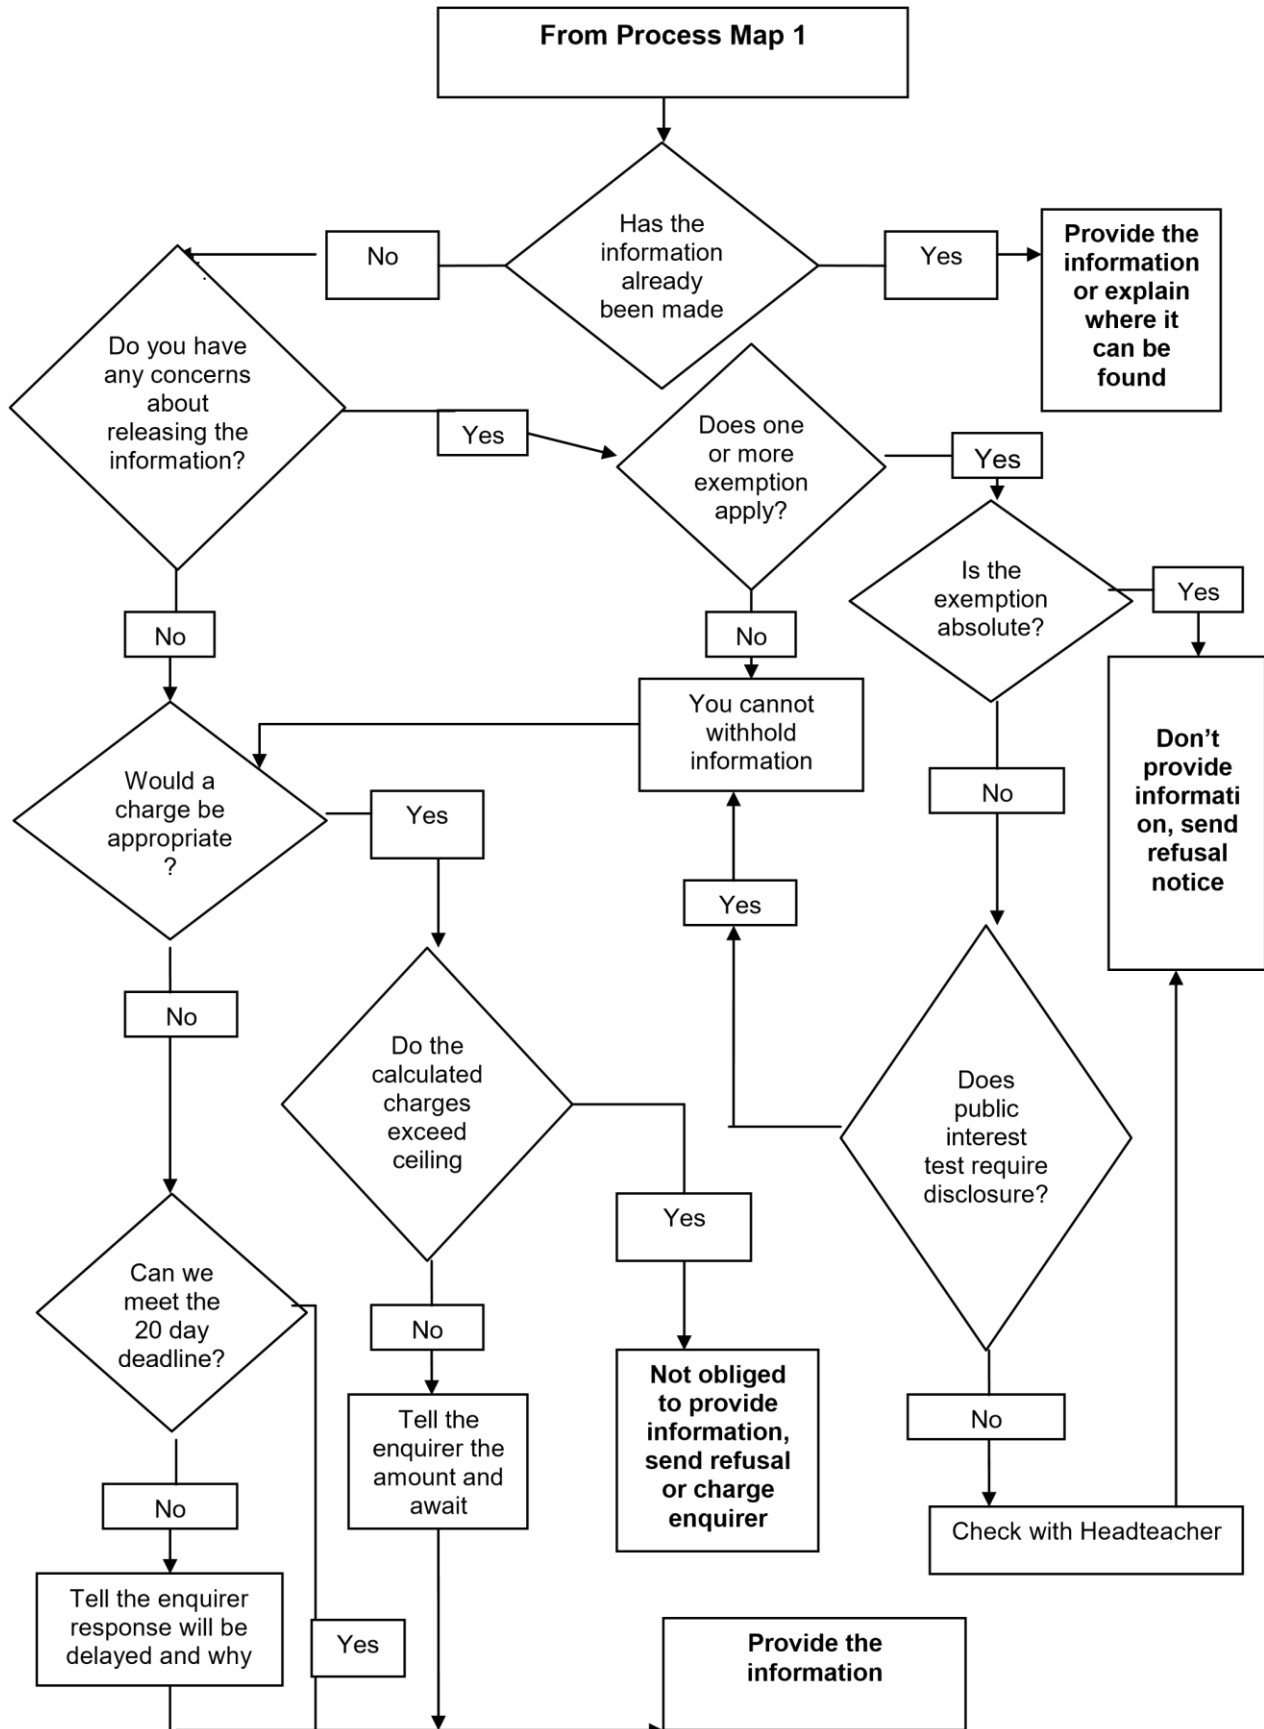 From Process Map 1
Has the
information
already
been made
No
Yes
Provide the
information
or explain
where it
can be
found
Do you have
any concerns
about
releasing the
information?
Yes
Does one
or more
exemption
apply?
Yes
Is the
exemption
absolute?
Yes
No
No
You cannot
withhold
information
Don’t
provide
informati
on, send
refusal
notice
Would a
charge be
appropriate
?
Yes
No
Yes
No
Do the
calculated
charges
exceed
ceiling
Does
public
interest
test require
disclosure?
Yes
Can we
meet the
20 day
deadline?
No
Not obliged
to provide
information,
send refusal
or charge
enquirer
No
Tell the
enquirer the
amount and
await
No
Check with Headteacher
Tell the enquirer
response will be
delayed and why
Yes
Provide the
information